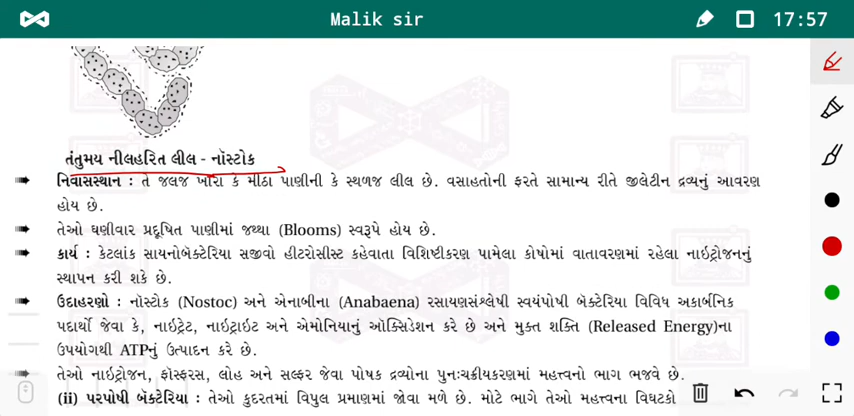 Malik sir
17:57
તંતુમય નીલહરિત લીલ - નૉસ્ટોક
નિવાસસ્થાન : તે જલજ ખારા કે મીઠા પાણીની કે સ્થળજ લીલ છે. વસાહતોની ફરતે સામાન્ય રીતે જીલેટીન દ્રવ્યનું આવરણ
હોય છે.
તેઓ ઘણીવાર પ્રદૂષિત પાણીમાં જથ્થા (Blooms) સ્વરૂપે હોય છે.
કાર્ય : કેટલાંક સાયનોબૅક્ટેરિયા સજીવો હીટરોસીસ્ટ કહેવાતા વિશિષ્ટીકરણ પામેલા કોષોમાં વાતાવરણમાં રહેલા નાઇટ્રોજનનું
સ્થાપન કરી શકે છે.
ઉદાહરણો : નૉસ્ટોક (Nostoc) અને એનાબીના (Anabaena) રસાયણસંશ્લેષી સ્વયંપોષી બૅક્ટેરિયા વિવિધ અકાર્બનિક
પદાર્થો જેવા કે, નાઇટ્રેટ, નાઇટ્રાઇટ અને એમોનિયાનું ઑક્સિડેશન કરે છે અને મુક્ત શક્તિ (Released Energy)ના
ઉપયોગથી ATPનું ઉત્પાદન કરે છે.
તેઓ નાઇટ્રોજન, ફૉસ્ફરસ, લોહ અને સલ્ફર જેવા પોષક દ્રવ્યોના પુનઃચક્રીયકરણમાં મહત્ત્વનો ભાગ ભજવે છે.
(ii) પરપોષી બૅક્ટેરિયા : તેઓ કુદરતમાં વિપુલ પ્રમાણમાં જોવા મળે છે. મોટે ભાગે તેઓ મહત્ત્વના વિઘટકો